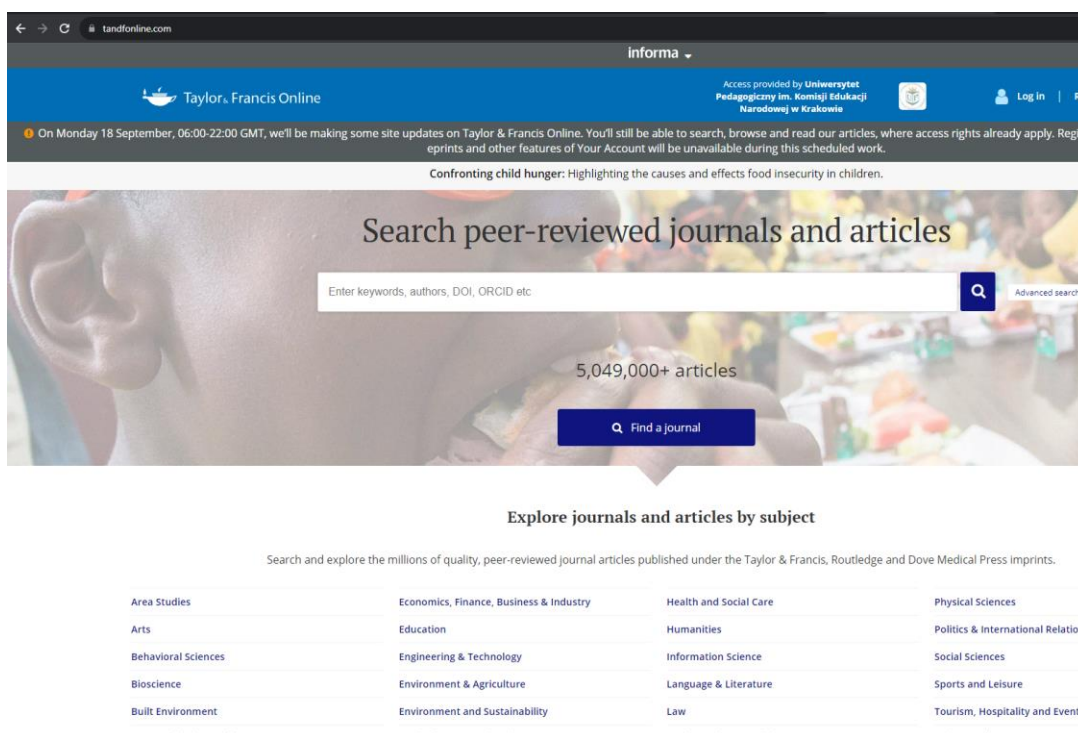 tandfonline.com
informa
Taylor & Francis Online
Access provided by Uniwersytet
Pedagogiczny im. Komisji Edukacji
Narodowej w Krakowie
Log in
On Monday 18 September, 06:00-22:00 GMT, we'll be making some site updates on Taylor & Francis Online. You'll still be able to search, browse and read our articles, where access rights already apply. Regi
eprints and other features of Your Account will be unavailable during this scheduled work.
Confronting child hunger: Highlighting the causes and effects food insecurity in children.
Search peer-reviewed journals and articles
Enter keywords, authors, DOI, ORCID etc
Advanced search
5,049,000+ articles
Find a journal
Explore journals and articles by subject
Search and explore the millions of quality, peer-reviewed journal articles published under the Taylor & Francis, Routledge and Dove Medical Press imprints.
Area Studies Economics, Finance, Business & Industry Health and Social Care Physical Sciences
Arts Education Humanities Politics & International Relatio
Behavioral Sciences Engineering & Technology Information Science Social Sciences
Bioscience Environment & Agriculture Language & Literature Sports and Leisure
Built Environment Environment and Sustainability Law Tourism, Hospitality and Event